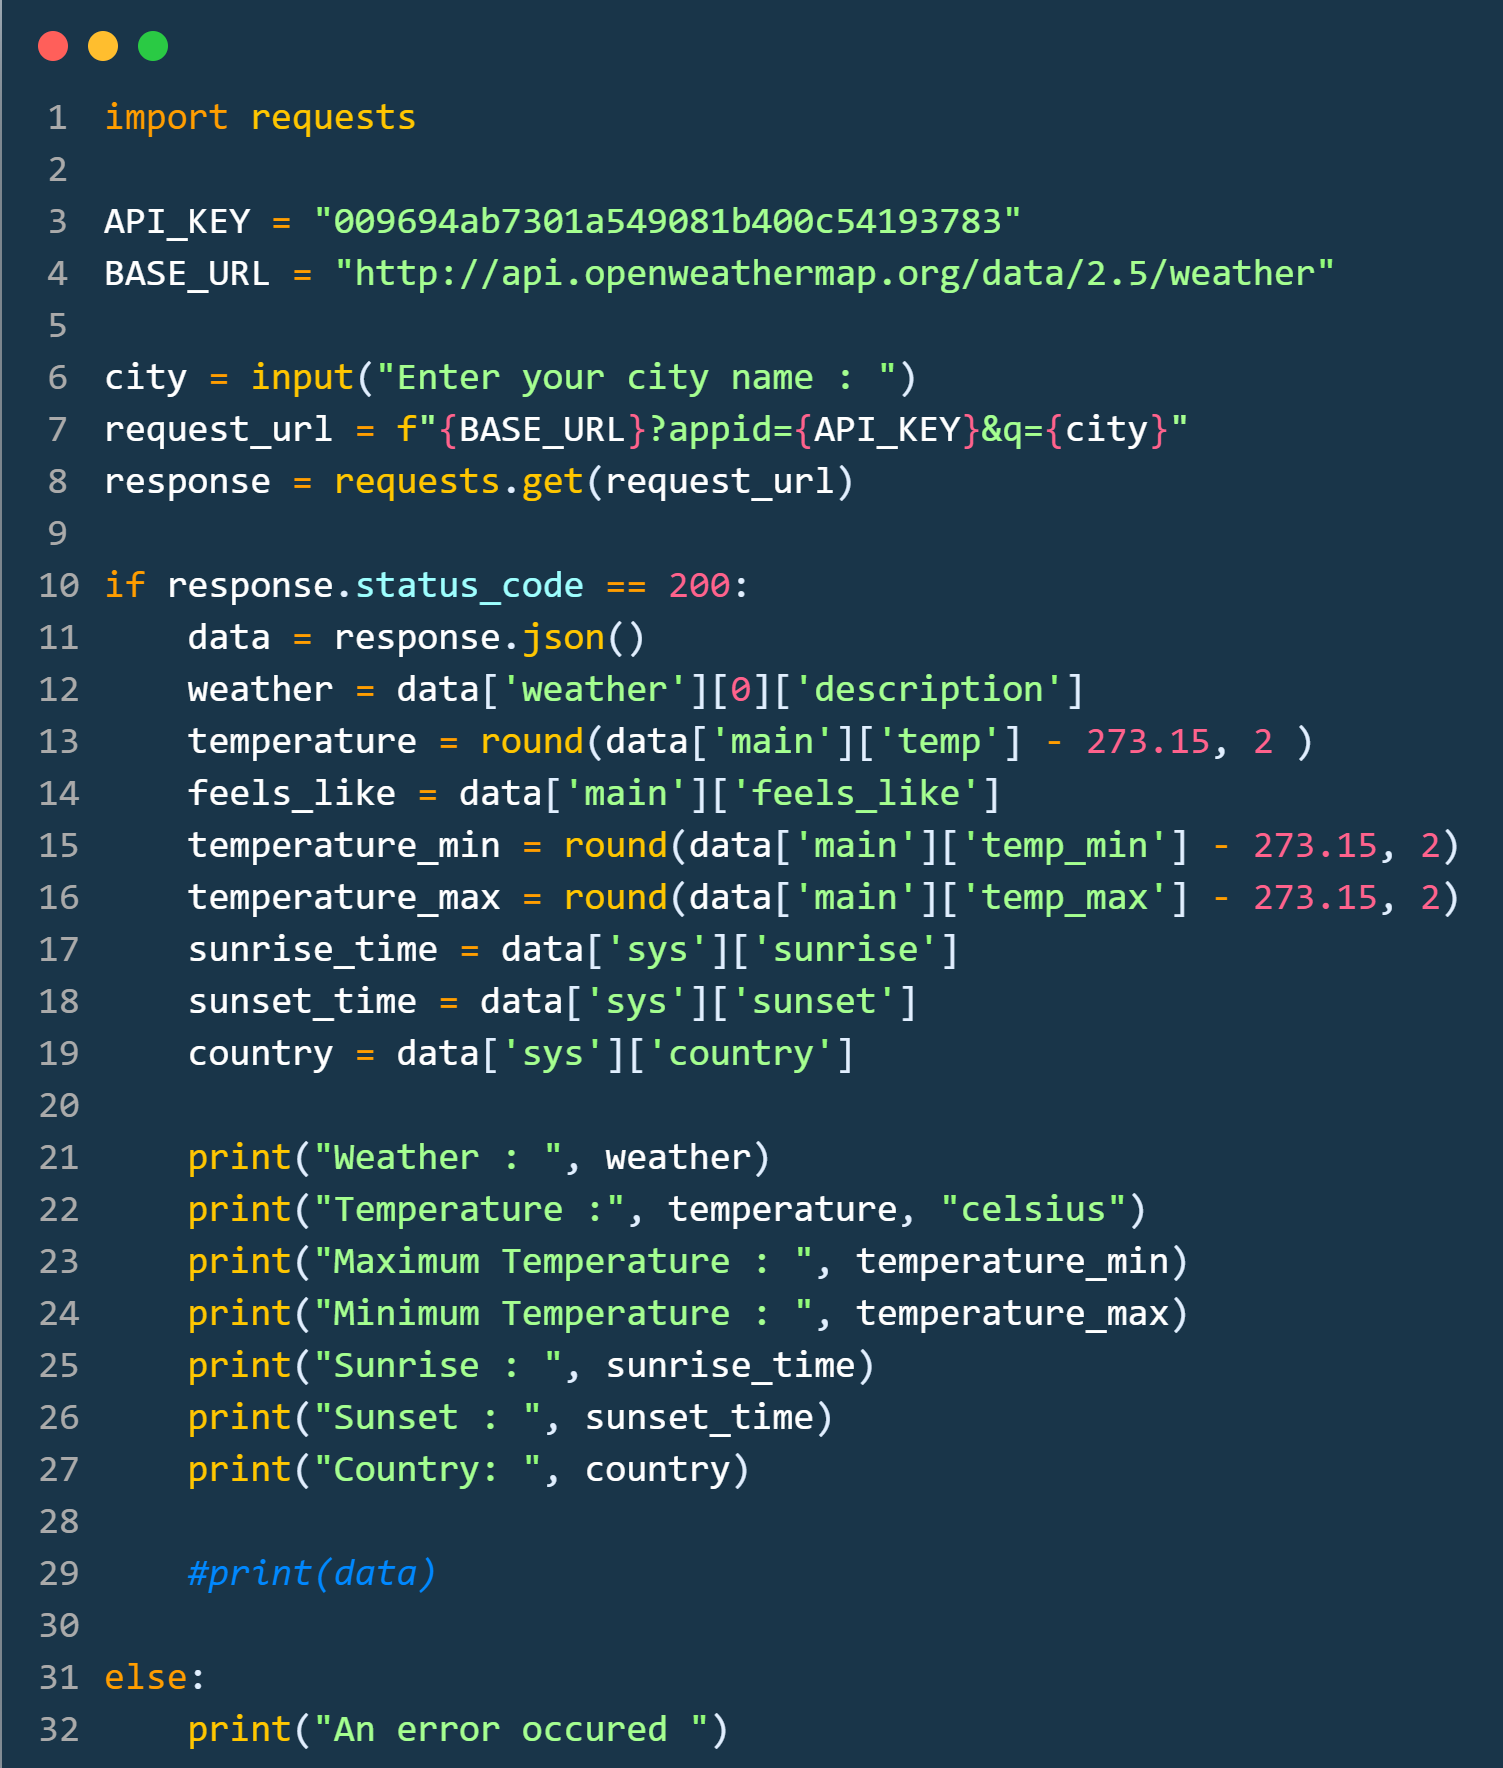 1 import requests
2
3 API_KEY = "009694ab7301a549081b400c54193783"
4 BASE_URL = "http://api.openweathermap.org/data/2.5/weather"
5
6 city = input("Enter your city name : ")
7 request_url = f"{BASE_URL}?appid={API_KEY}&q={city}"
8 response = requests.get(request_url)
9
10 if response.status_code == 200:
11     data = response.json()
12     weather = data['weather'][0]['description']
13     temperature = round(data['main']['temp'] - 273.15, 2 )
14     feels_like = data['main']['feels_like']
15     temperature_min = round(data['main']['temp_min'] - 273.15, 2)
16     temperature_max = round(data['main']['temp_max'] - 273.15, 2)
17     sunrise_time = data['sys']['sunrise']
18     sunset_time = data['sys']['sunset']
19     country = data['sys']['country']
20
21     print("Weather : ", weather)
22     print("Temperature :", temperature, "celsius")
23     print("Maximum Temperature : ", temperature_min)
24     print("Minimum Temperature : ", temperature_max)
25     print("Sunrise : ", sunrise_time)
26     print("Sunset : ", sunset_time)
27     print("Country: ", country)
28
29     #print(data)
30
31 else:
32     print("An error occured ")